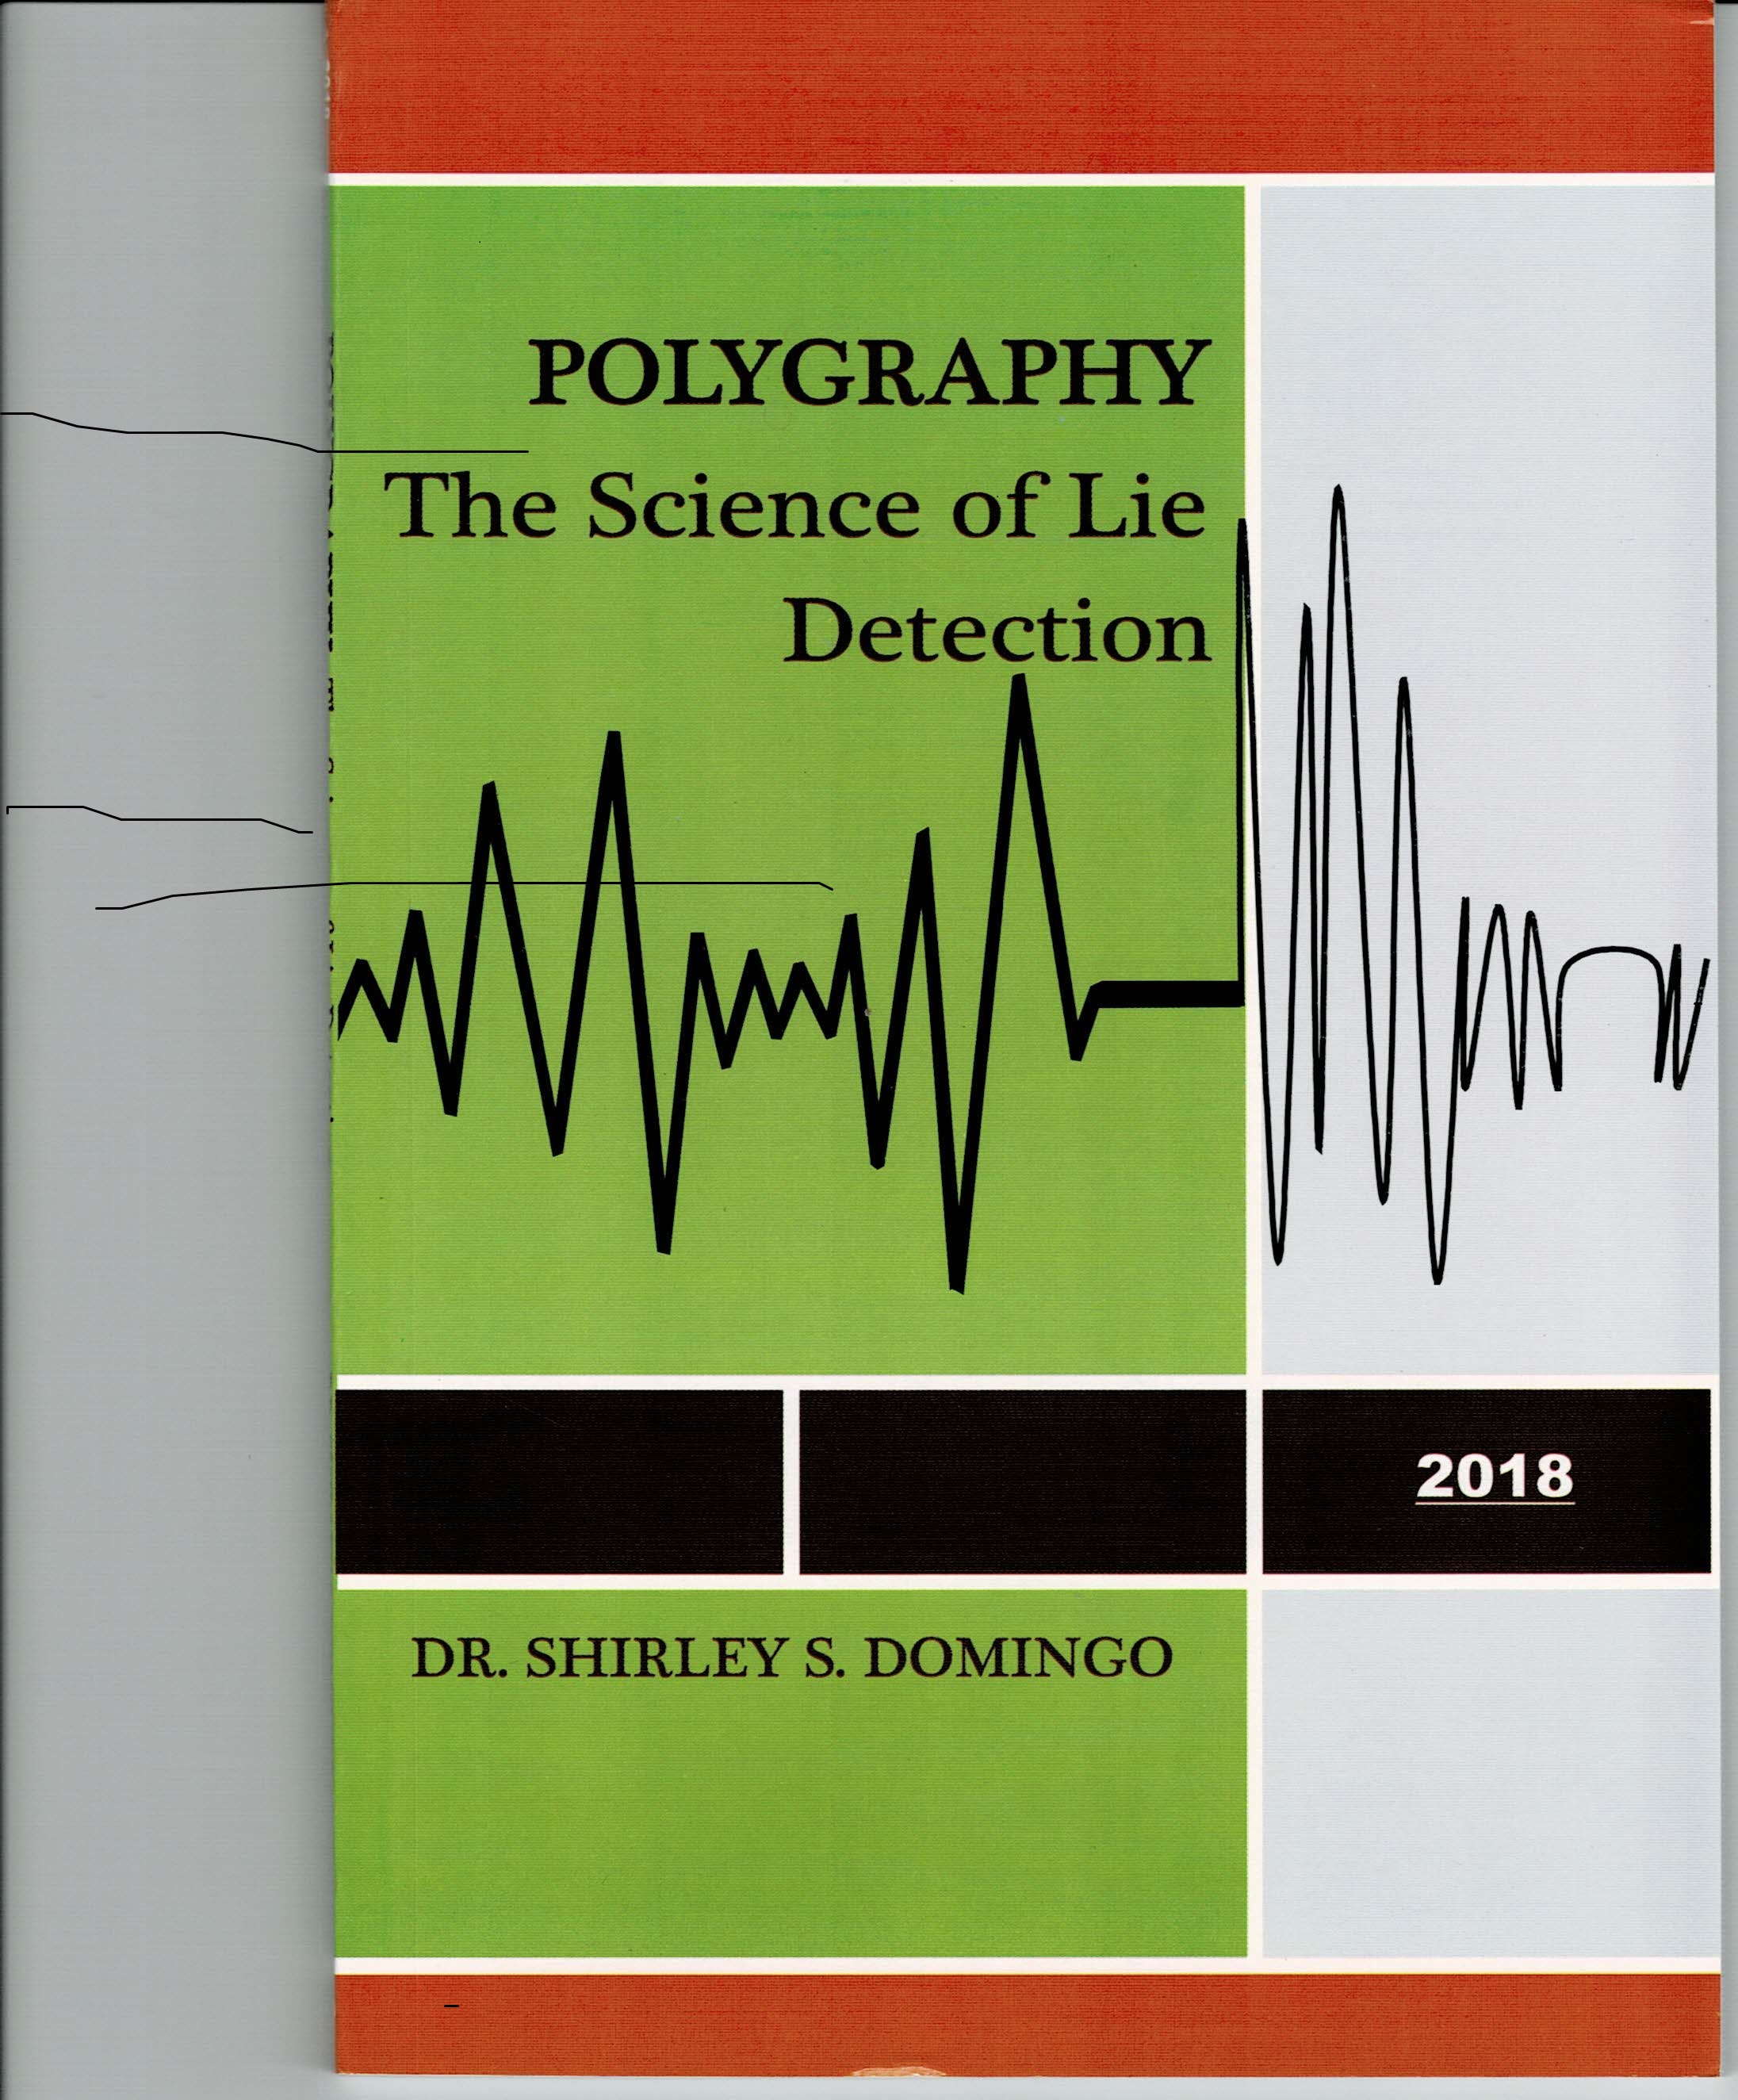 POLYGRAPHY
The Science of Lie
Detection
2018
DR. SHIRLEY S. DOMINGO